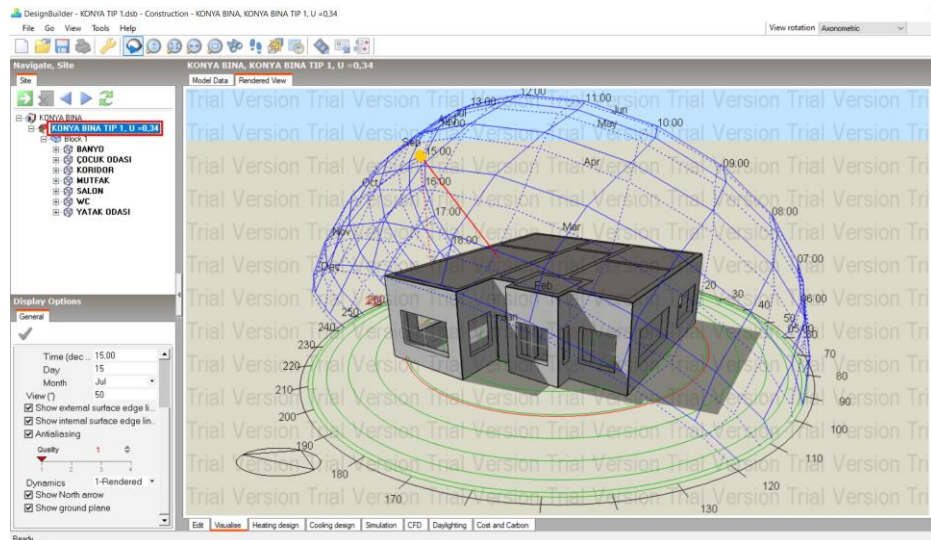 DesignBuilder - KONYA TIP 1.dsb - Construction - KONYA BINA, KONYA BINA TIP 1, U =0,34
File Go View Tools Help
View rotation Axonometric
Navigate, Site
KONYA BINA, KONYA BINA TIP 1, U =0,34
Site
Model Data Rendered View
KONYA BINA
KONYA BINA TIP 1, U =0,34
Block 1
BANYO
ÇOCUK ODASI
KORIDOR
MUTFAK
SALON
WC
YATAK ODASI
Trial Version Trial Version Trial Version Trial Version Trial Version
12:00
13:00
11:00
Jul
Jun
10:00
May
Sep
15:00
Apr
09:00
Oct
16:00
17:00
08:00
Nov
Mar
18:00
07:00
Dec
Feb
20
30
40
06:00
260
250
240
50
Jan
230
220
70
80
210
90
200
100
190
110
180
120
170
130
Display Options
General
Time (dec ... 15,00
Day 15
Month Jul
View (°) 50
Show external surface edge li...
Show internal surface edge lin...
Antialiasing
Quality 1
1 2 3 4
Dynamics 1-Rendered
Show North arrow
Show ground plane
Edit Visualise Heating design Cooling design Simulation CFD Daylighting Cost and Carbon
Ready